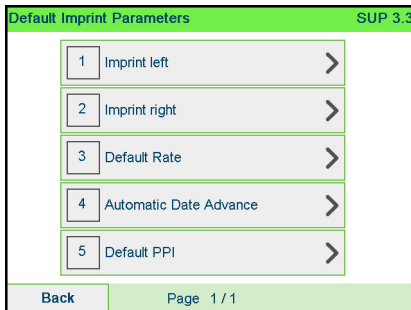 Default Imprint Parameters SUP 3.3
1 Imprint left
2 Imprint right
3 Default Rate
4 Automatic Date Advance
5 Default PPI
Back Page 1 / 1